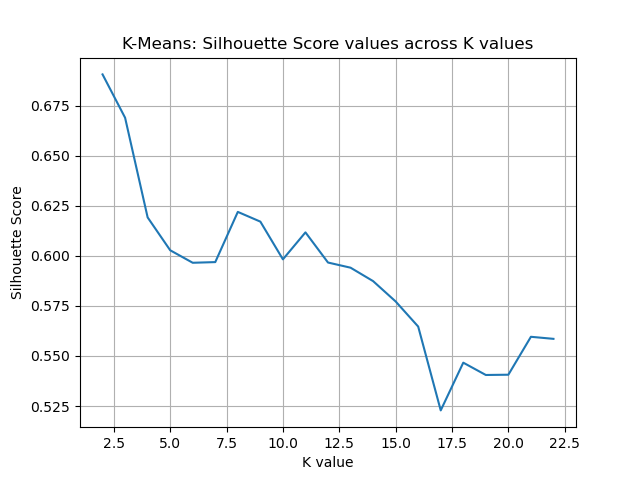 K-Means: Silhouette Score values across K values
Silhouette Score
0.675
0.650
0.625
0.600
0.575
0.550
0.525
2.5 5.0 7.5 10.0 12.5 15.0 17.5 20.0 22.5
K value